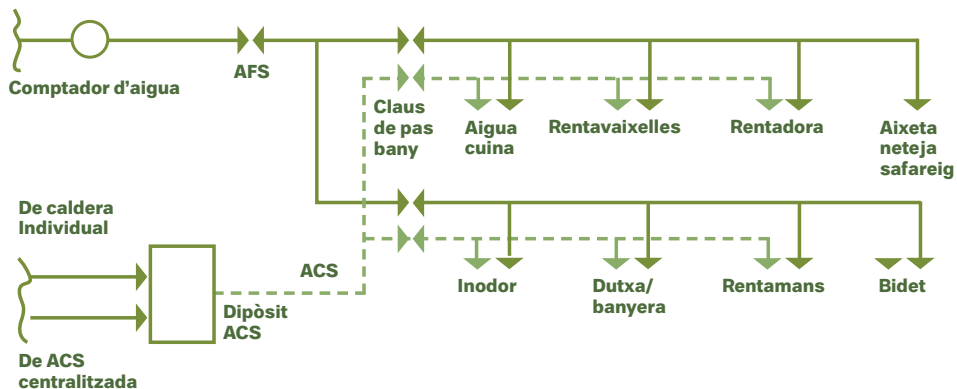 Comptador d'aigua
AFS
Claus
de pas
bany
Aigua
cuina
Rentavaixelles
Rentadora
Aixeta
neteja
safareig
De caldera
Individual
ACS
Dipòsit
ACS
Inodor
Dutxa/
banyera
Rentamans
Bidet
De ACS
centralitzada